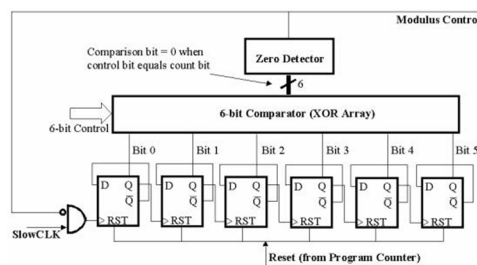 Modulus Contro
Comparison bit = 0 when
control bit equals count bit
Zero Detector
6
6-bit Comparator (XOR Array)
6-bit Control
Bit 0
Bit 1
Bit 2
Bit 3
Bit 4
Bit 5
D Q
Q
RST
D Q
Q
RST
D Q
Q
RST
D Q
Q
RST
D Q
Q
RST
D Q
Q
RST
SlowCLK
Reset (from Program Counter)